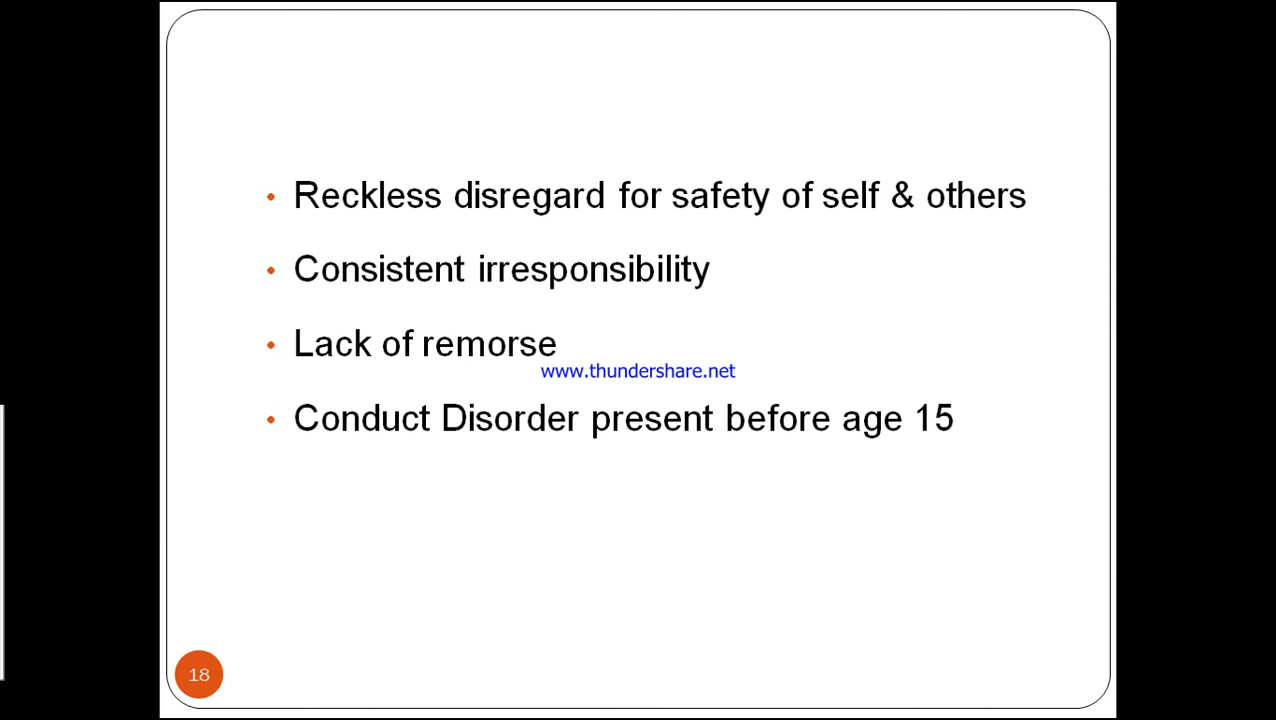 • Reckless disregard for safety of self & others
• Consistent irresponsibility
• Lack of remorse
www.thundershare.net
• Conduct Disorder present before age 15
18